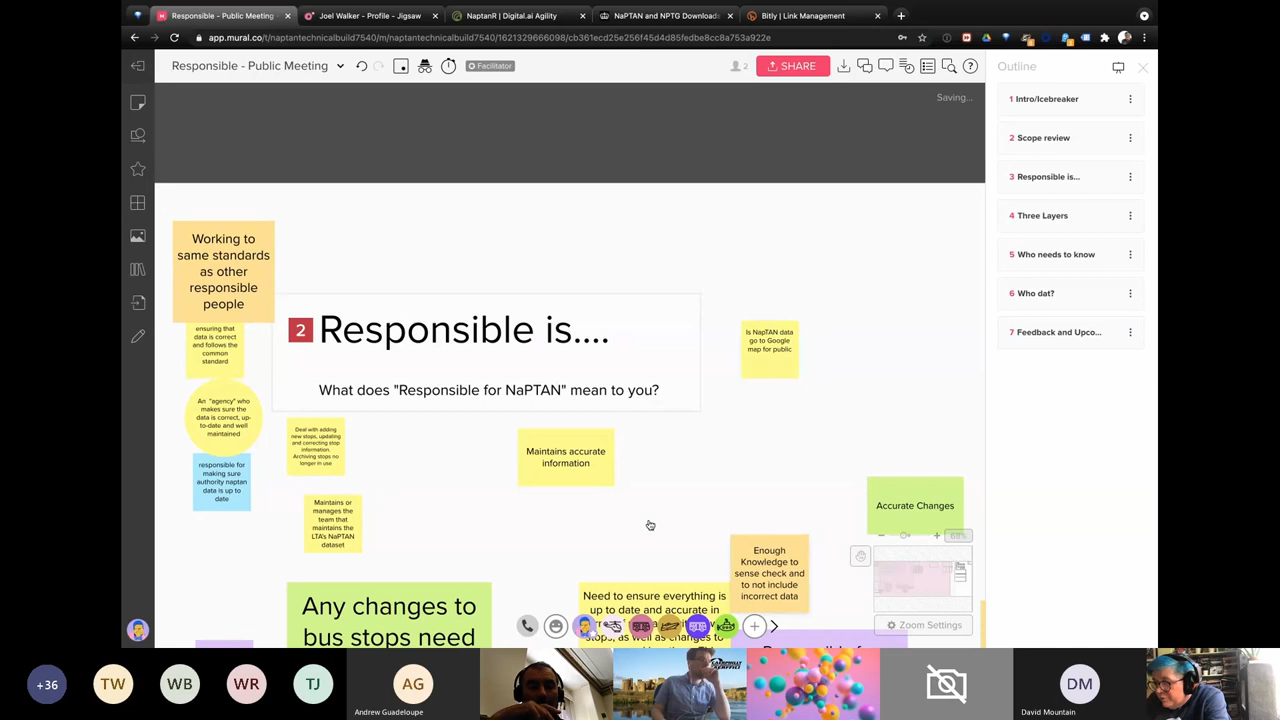 Responsible - Public Meeting
Joel Walker - Profile - Jigsaw
NaptanR | Digital.ai Agility
NaPTAN and NPTG Downloads
Bitly | Link Management
app.mural.co/t/naptantechnicalbuild7540/m/naptantechnicalbuild7540/1621329666098/cb361ecd25e256f45d4d85fedbe8cc8a753a922e
Responsible - Public Meeting
Facilitator
2
SHARE
Outline
Saving...
1 Intro/Icebreaker
2 Scope review
3 Responsible is...
4 Three Layers
5 Who needs to know
6 Who dat?
7 Feedback and Upco...
Working to
same standards
as other
responsible
people
ensuring that
data is correct
and follows the
common
standard
2
Responsible is....
What does "Responsible for NaPTAN" mean to you?
Is NapTAN data
go to Google
map for public
An "agency" who
makes sure the
data is correct, up-
to-date and well
maintained
Deal with adding
new stops, updating
and correcting stop
information.
Archiving stops no
longer in use
Maintains accurate
information
responsible for
making sure
authority naptan
data is up to
date
Maintains or
manages the
team that
maintains the
LTA's NaPTAN
dataset
Accurate Changes
Enough
Knowledge to
sense check and
to not include
incorrect data
68%
Zoom Settings
Any changes to
bus stops need
Need to ensure everything is
up to date and accurate in
stops, as well as changes to
+36
TW
WB
WR
TJ
AG
Andrew Guadeloupe
DM
David Mountain